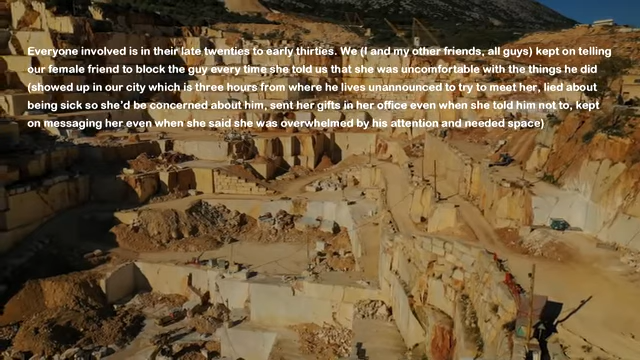 Everyone involved is in their late twenties to early thirties. We (I and my other friends, all guys) kept on telling
our female friend to block the guy every time she told us that she was uncomfortable with the things he did
(showed up in our city which is three hours from where he lives unannounced to try to meet her, lied about
being sick so she'd be concerned about him, sent her gifts in her office even when she told him not to, kept
on messaging her even when she said she was overwhelmed by his attention and needed space)